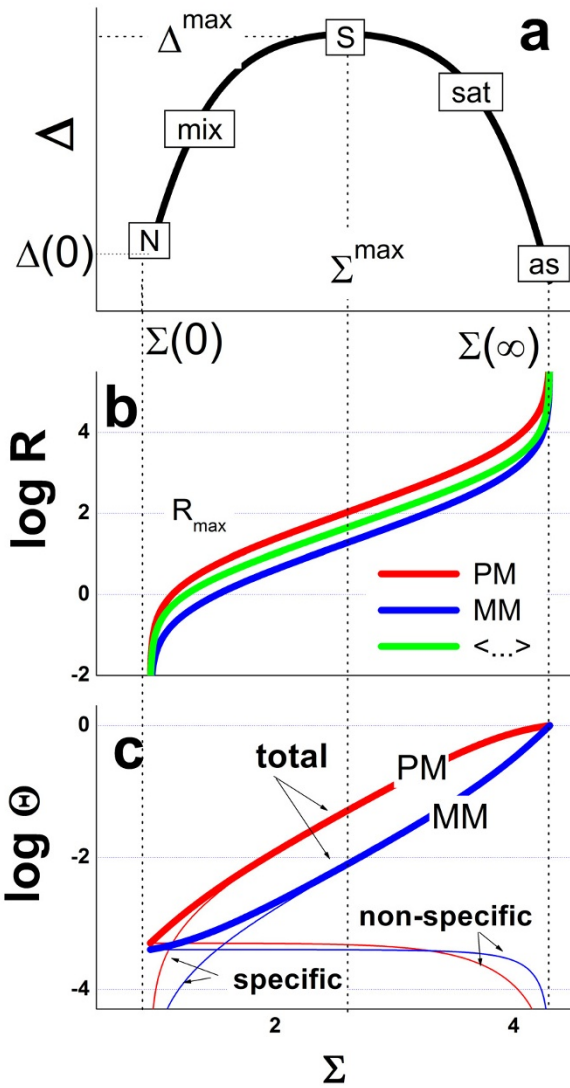 a
Δ^max
S
sat
mix
Δ
N
Δ(0)
Σ^max
as
Σ(0)
Σ(∞)
b
4
log R
2
R_max
0
PM
MM
<...>
-2
0
c
total
PM
MM
log Θ
-2
non-specific
specific
-4
2
4
Σ